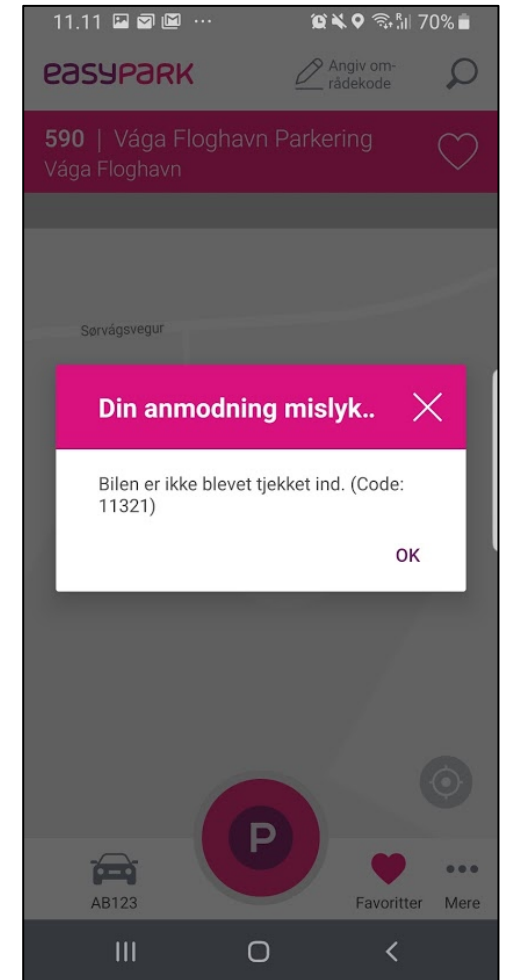 11.11 ... R 70%
easypark
Angiv om-
rådekode
590 | Vága Floghavn Parkering
Vága Floghavn
Sørvágsvegur
Din anmodning mislyk..
Bilen er ikke blevet tjekket ind. (Code:
11321)
OK
P
AB123
Favoritter
Mere